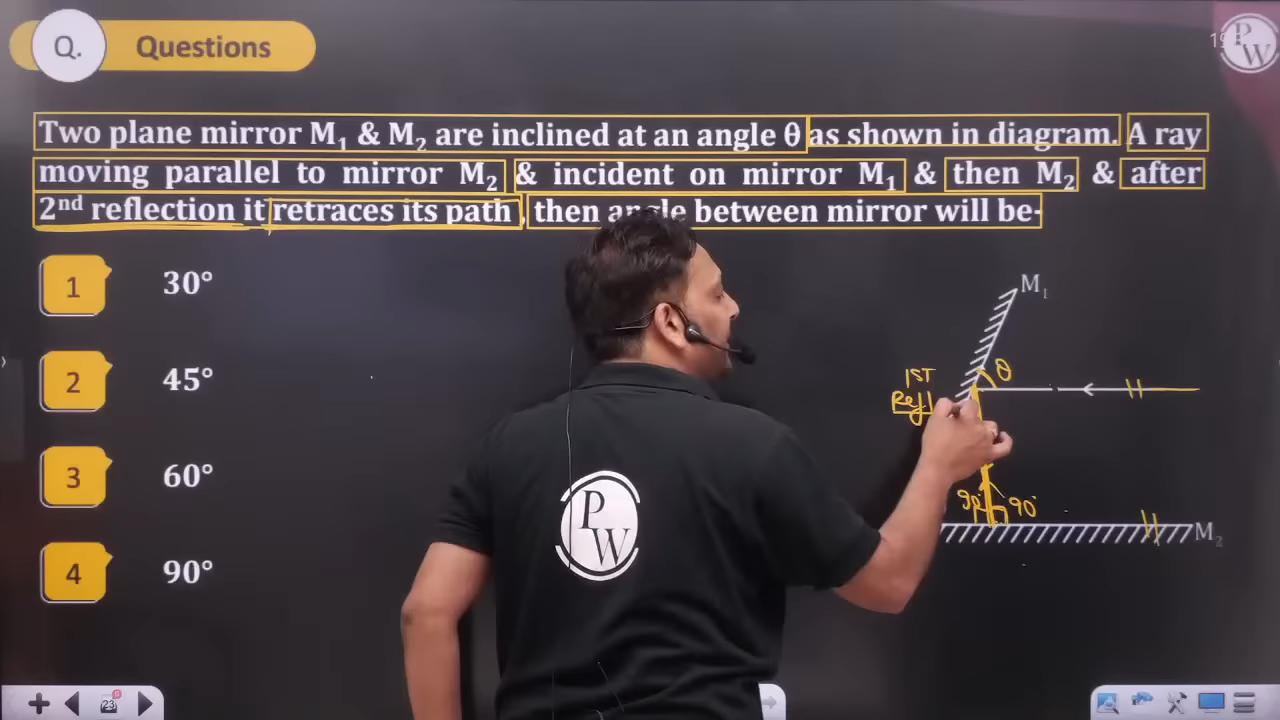 Q. Questions
Two plane mirror M₁ & M₂ are inclined at an angle θ as shown in diagram. A ray
moving parallel to mirror M₂ & incident on mirror M₁ & then M₂ & after
2nd reflection it retraces its path, then angle between mirror will be-
1 30°
2 45°
3 60°
4 90°
M₁
θ
1ST
Refl
90° 90°
M₂
PW
PW
23